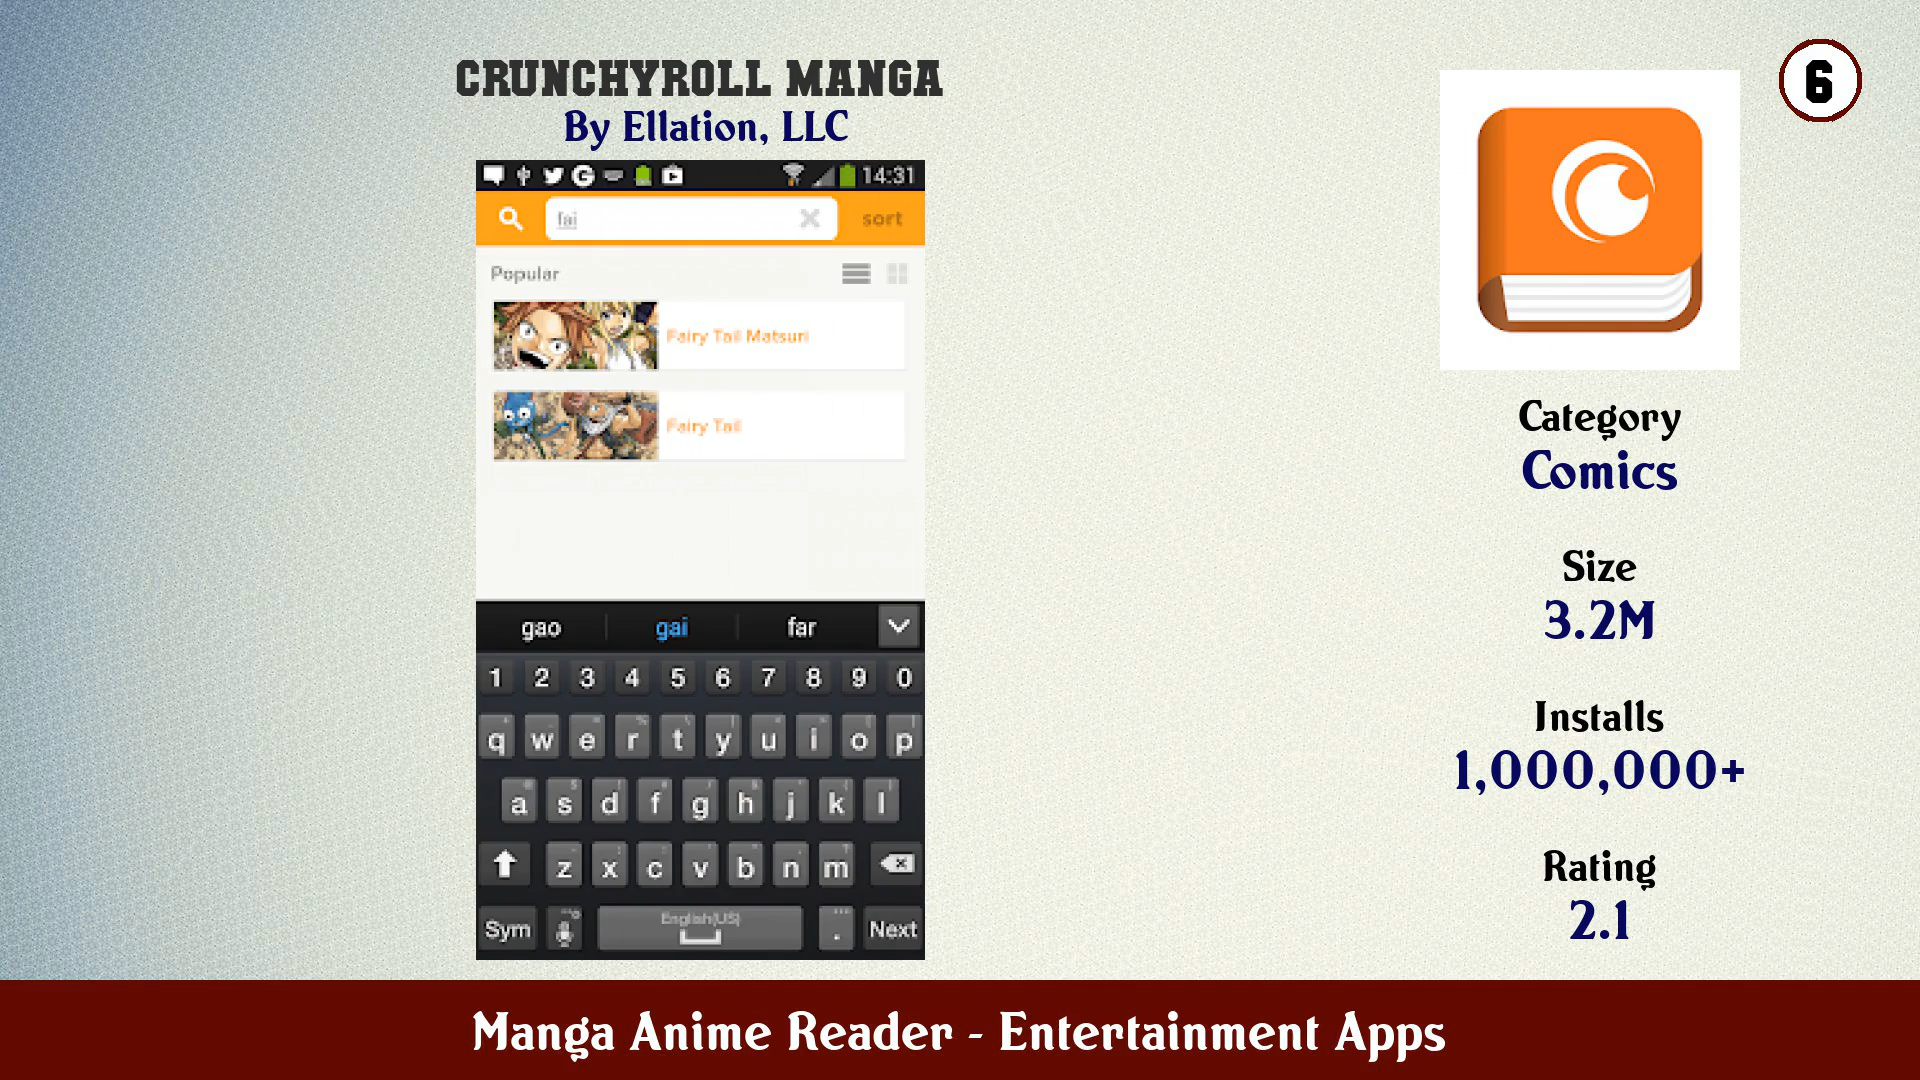 CRUNCHYROLL MANGA
By Ellation, LLC
6
14:31
fai
sort
Popular
Fairy Tail Matsuri
Fairy Tail
gao gai far
1 2 3 4 5 6 7 8 9 0
q w e r t y u i o p
a s d f g h j k l
z x c v b n m
Sym English(US) . Next
Category
Comics
Size
3.2M
Installs
1,000,000+
Rating
2.1
Manga Anime Reader - Entertainment Apps